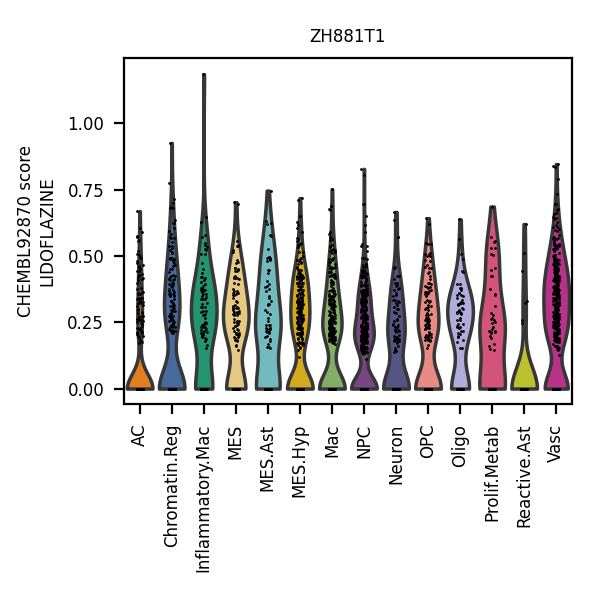 ZH881T1
CHEMBL92870 score
LIDOFLAZINE
1.00
0.75
0.50
0.25
0.00
AC
Chromatin.Reg
Inflammatory.Mac
MES
MES.Ast
MES.Hyp
Mac
NPC
Neuron
OPC
Oligo
Prolif.Metab
Reactive.Ast
Vasc